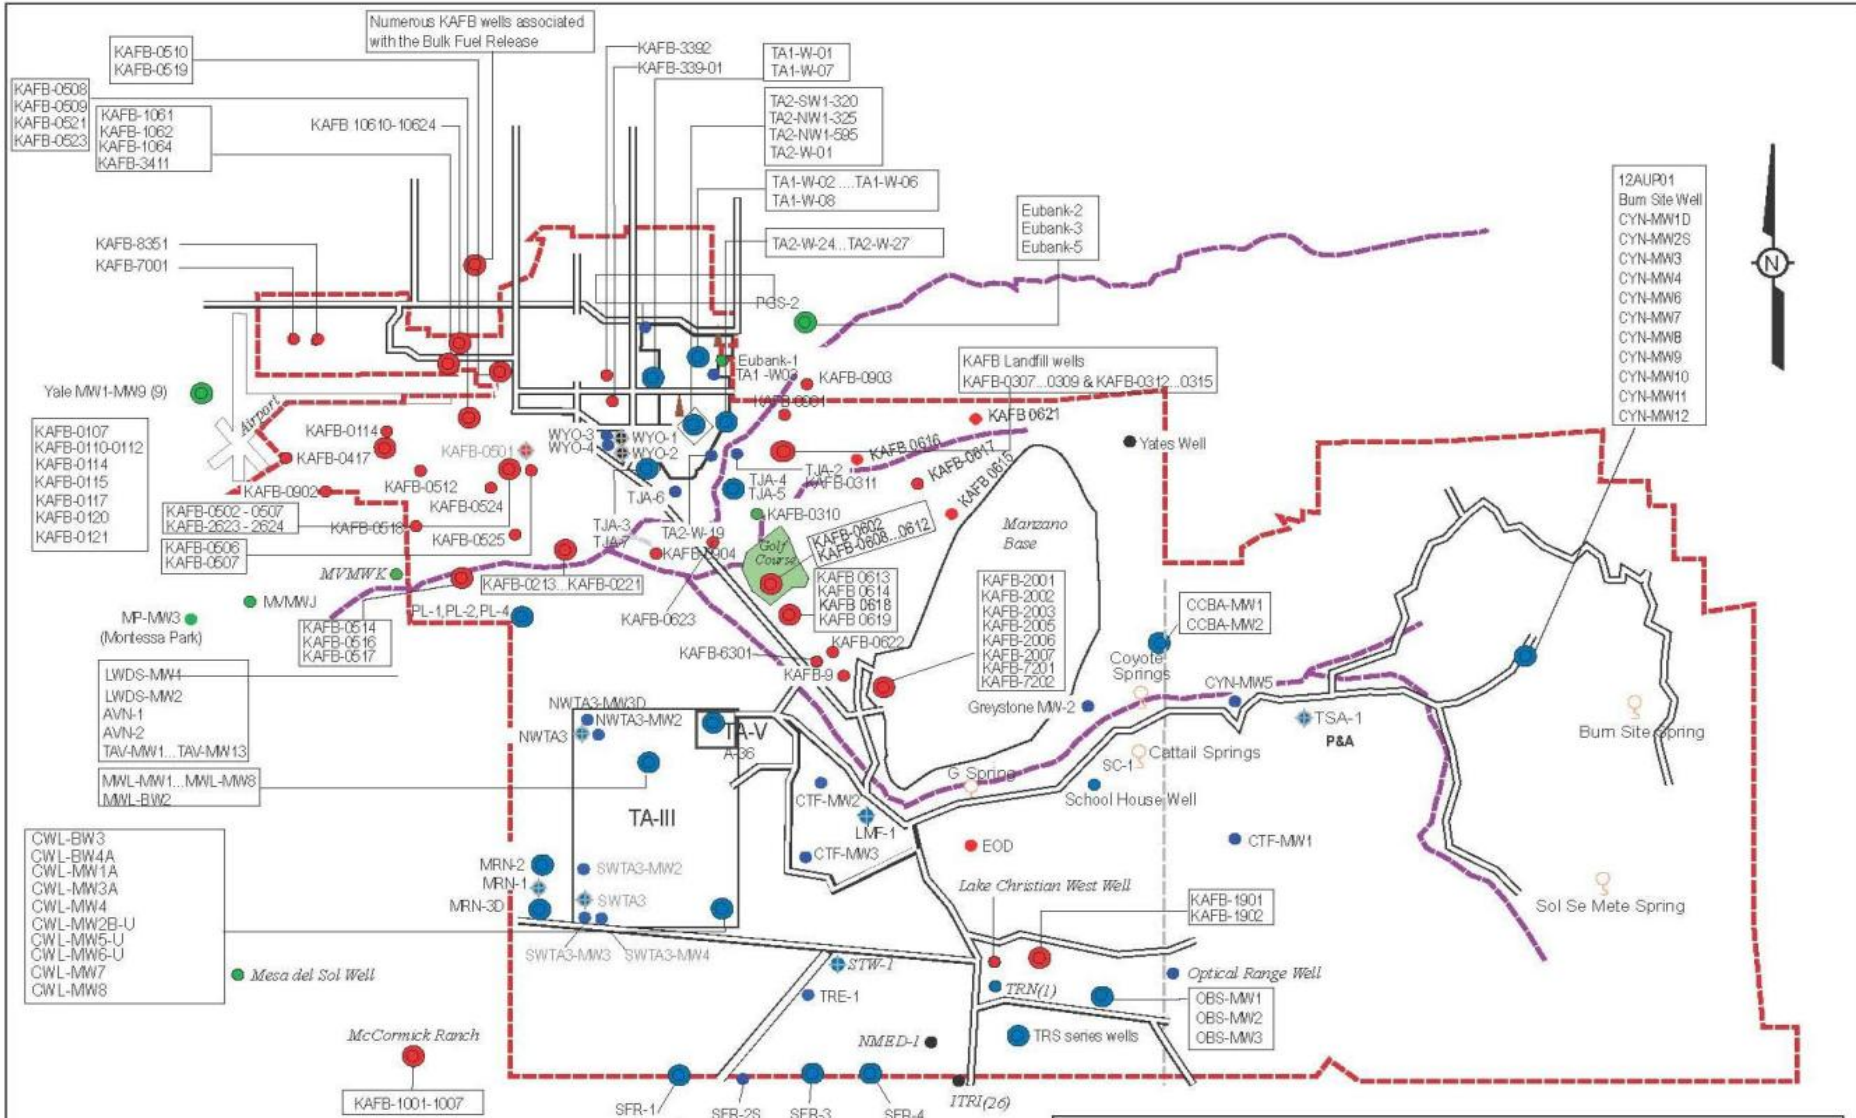 Numerous KAFB wells associated
with the Bulk Fuel Release
KAFB-0510
KAFB-0519
KAFB-0508
KAFB-0509
KAFB-0521
KAFB-0523
KAFB-1061
KAFB-1062
KAFB-1064
KAFB-3411
KAFB 10610-10624
KAFB-3392
KAFB-339-01
TA1-W-01
TA1-W-07
TA2-SW1-320
TA2-NW1-325
TA2-NW1-595
TA2-W-01
TA1-W-02 ....TA1-W-06
TA1-W-08
TA2-W-24...TA2-W-27
Eubank-2
Eubank-3
Eubank-5
12AUP01
Burn Site Well
CYN-MW1D
CYN-MW2S
CYN-MW3
CYN-MW4
CYN-MW6
CYN-MW7
CYN-MW8
CYN-MW9
CYN-MW10
CYN-MW11
CYN-MW12
N
KAFB-8351
KAFB-7001
PGS-2
Eubank-1
TA1 -W03
KAFB-0903
KAFB Landfill wells
KAFB-0307...0309 & KAFB-0312...0315
Yale MW1-MW9 (9)
Airport
KAFB-0901
KAFB 0621
Yates Well
KAFB-0107
KAFB-0110-0112
KAFB-0114
KAFB-0115
KAFB-0117
KAFB-0120
KAFB-0121
KAFB-0114
KAFB-0417
KAFB-0902
KAFB-0501
KAFB-0512
KAFB-0524
WYO-3
WYO-4
WYO-1
WYO-2
TJA-2
KAFB-0311
TJA-4
TJA-5
TJA-6
KAFB 0616
KAFB-0617
KAFB 0615
KAFB-0502 - 0507
KAFB-2623 - 2624
KAFB-0518
KAFB-0525
KAFB-0506
KAFB-0507
TJA-3
TJA-7
TA2-W-19
KAFB-0904
KAFB-0310
Golf
Course
KAFB-0602
KAFB-0608...0612
Manzano
Base
MVMWK
KAFB-0213...KAFB-0221
MVMWJ
MP-MW3
(Montessa Park)
PL-1,PL-2,PL-4
KAFB-0623
KAFB 0613
KAFB 0614
KAFB 0618
KAFB 0619
KAFB-2001
KAFB-2002
KAFB-2003
KAFB-2005
KAFB-2006
KAFB-2007
KAFB-7201
KAFB-7202
CCBA-MW1
CCBA-MW2
KAFB-0514
KAFB-0516
KAFB-0517
KAFB-0622
KAFB-6301
KAFB-9
Coyote
Springs
LWDS-MW1
LWDS-MW2
AVN-1
AVN-2
TAV-MW1...TAV-MW13
NWTA3-MW3D
NWTA3-MW2
NWTA3
TA-V
A-36
Greystone MW-2
CYN-MW5
TSA-1
P&A
Burn Site Spring
Cattail Springs
SC-1
School House Well
G Spring
MWL-MW1...MWL-MW8
MWL-BW2
TA-III
CTF-MW2
LMF-1
CTF-MW3
EOD
CTF-MW1
CWL-BW3
CWL-BW4A
CWL-MW1A
CWL-MW3A
CWL-MW4
CWL-MW2B-U
CWL-MW5-U
CWL-MW6-U
CWL-MW7
CWL-MW8
MRN-2
MRN-1
MRN-3D
SWTA3-MW2
SWTA3
SWTA3-MW3
SWTA3-MW4
Lake Christian West Well
KAFB-1901
KAFB-1902
Sol Se Mete Spring
Mesa del Sol Well
STW-1
TRE-1
TRN(1)
Optical Range Well
OBS-MW1
OBS-MW2
OBS-MW3
McCormick Ranch
KAFB-1001-1007
NMED-1
TRS series wells
SFR-1
SFR-2S
SFR-3
SFR-4
ITRI(26)